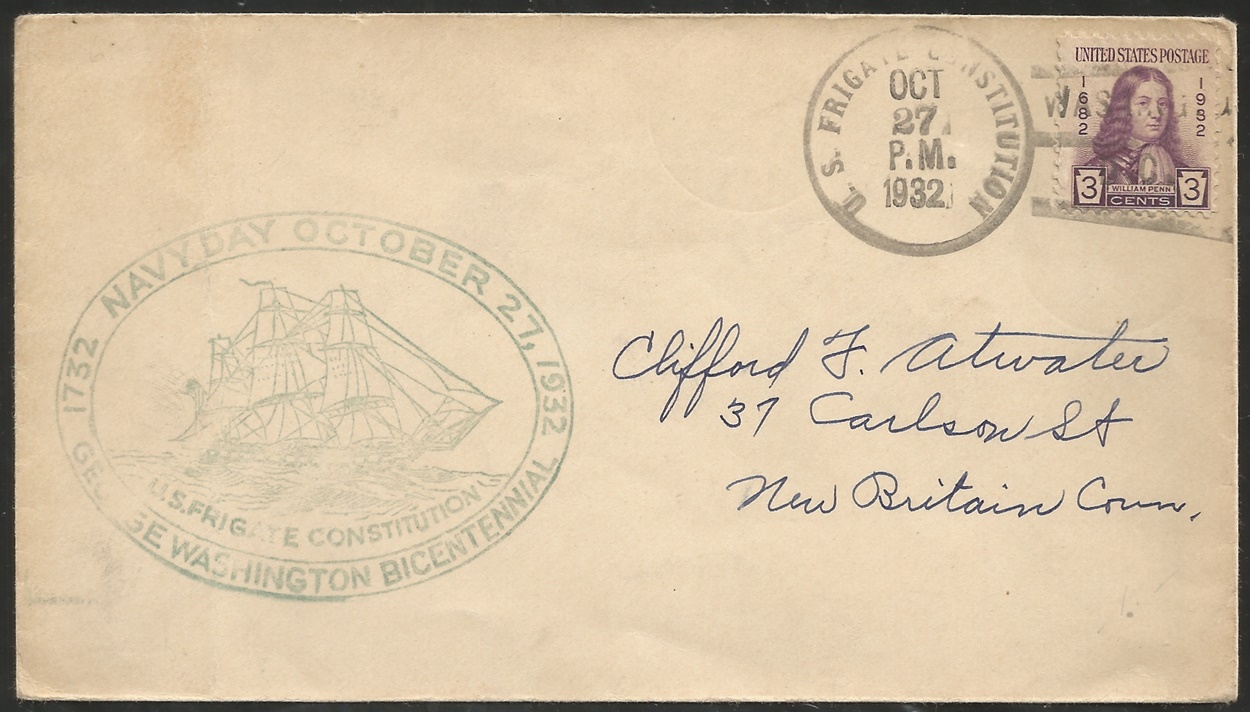 U. S. FRIGATE CONSTITUTION
OCT
27
P.M.
1932
UNITED STATES POSTAGE
1682
1932
WILLIAM PENN
3 CENTS 3
1732 NAVY DAY OCTOBER 27, 1932
U.S. FRIGATE CONSTITUTION
GEORGE WASHINGTON BICENTENNIAL
Clifford F. Atwater
37 Carlson St
New Britain Conn.